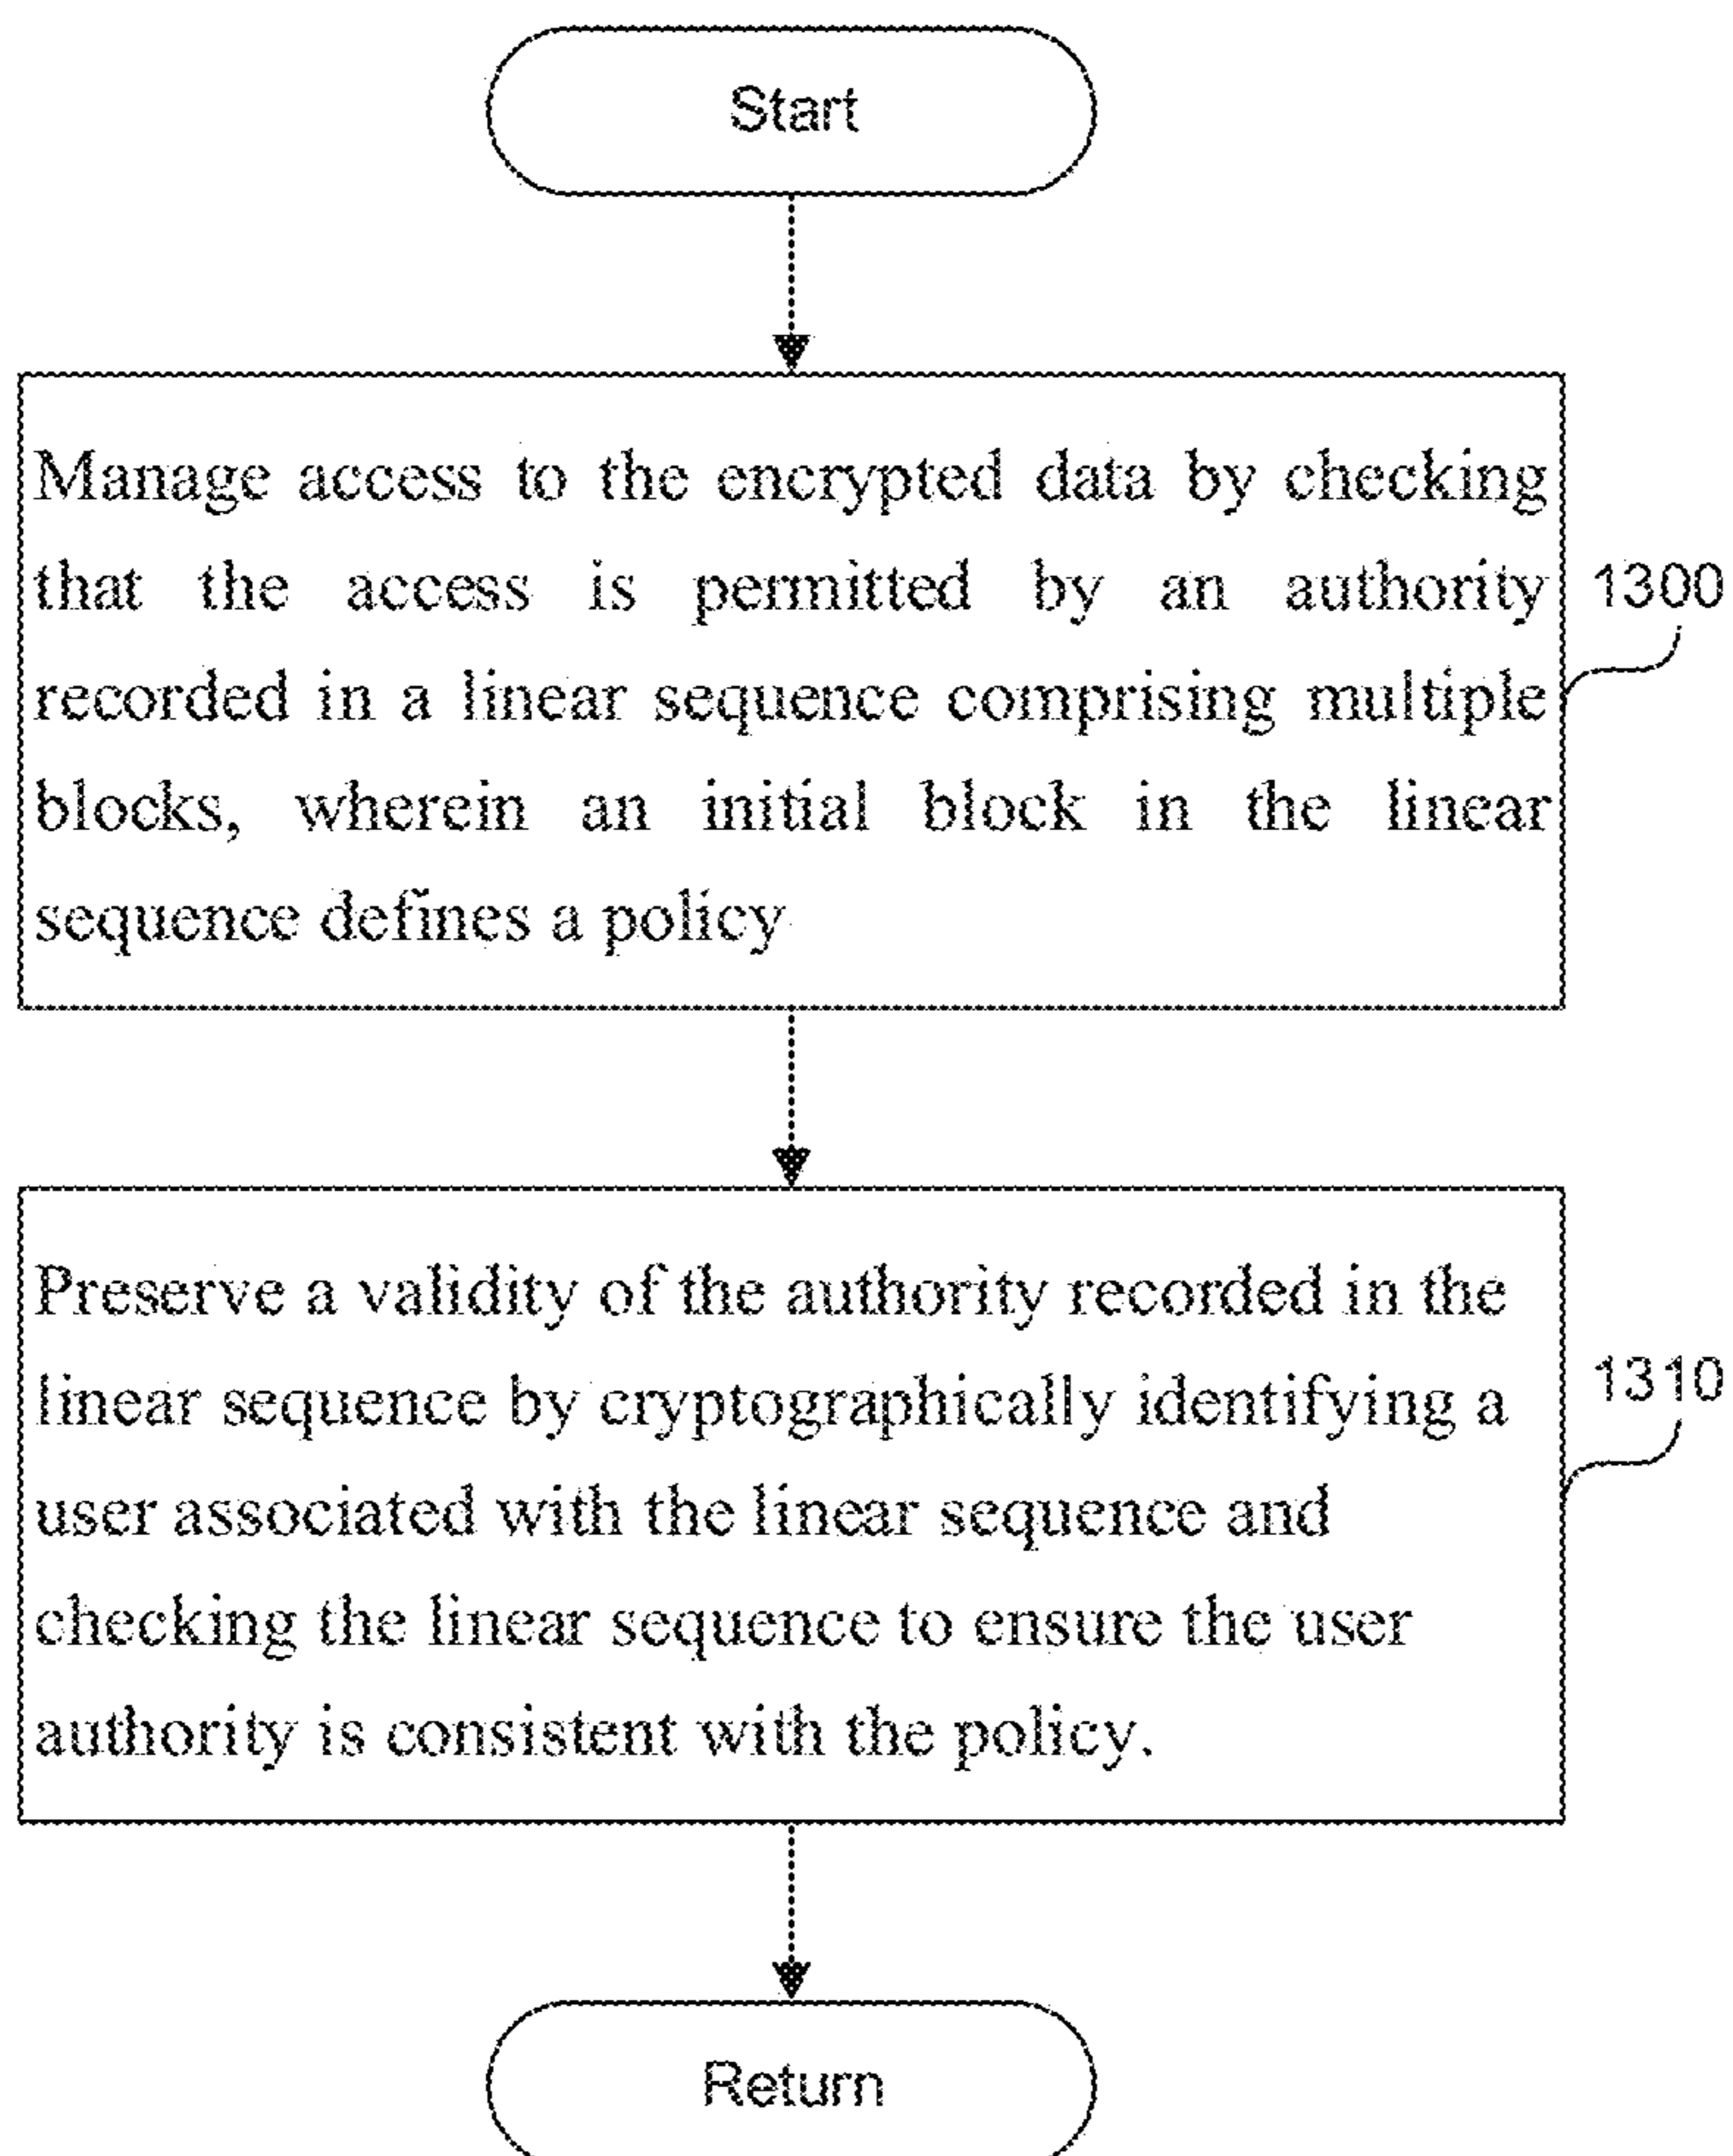 Start
Manage access to the encrypted data by checking
that the access is permitted by an authority
1300
recorded in a linear sequence comprising multiple
blocks, wherein an initial block in the linear
sequence defines a policy
Preserve a validity of the authority recorded in the
1310
linear sequence by cryptographically identifying a
user associated with the linear sequence and
checking the linear sequence to ensure the user
authority is consistent with the policy.
Return